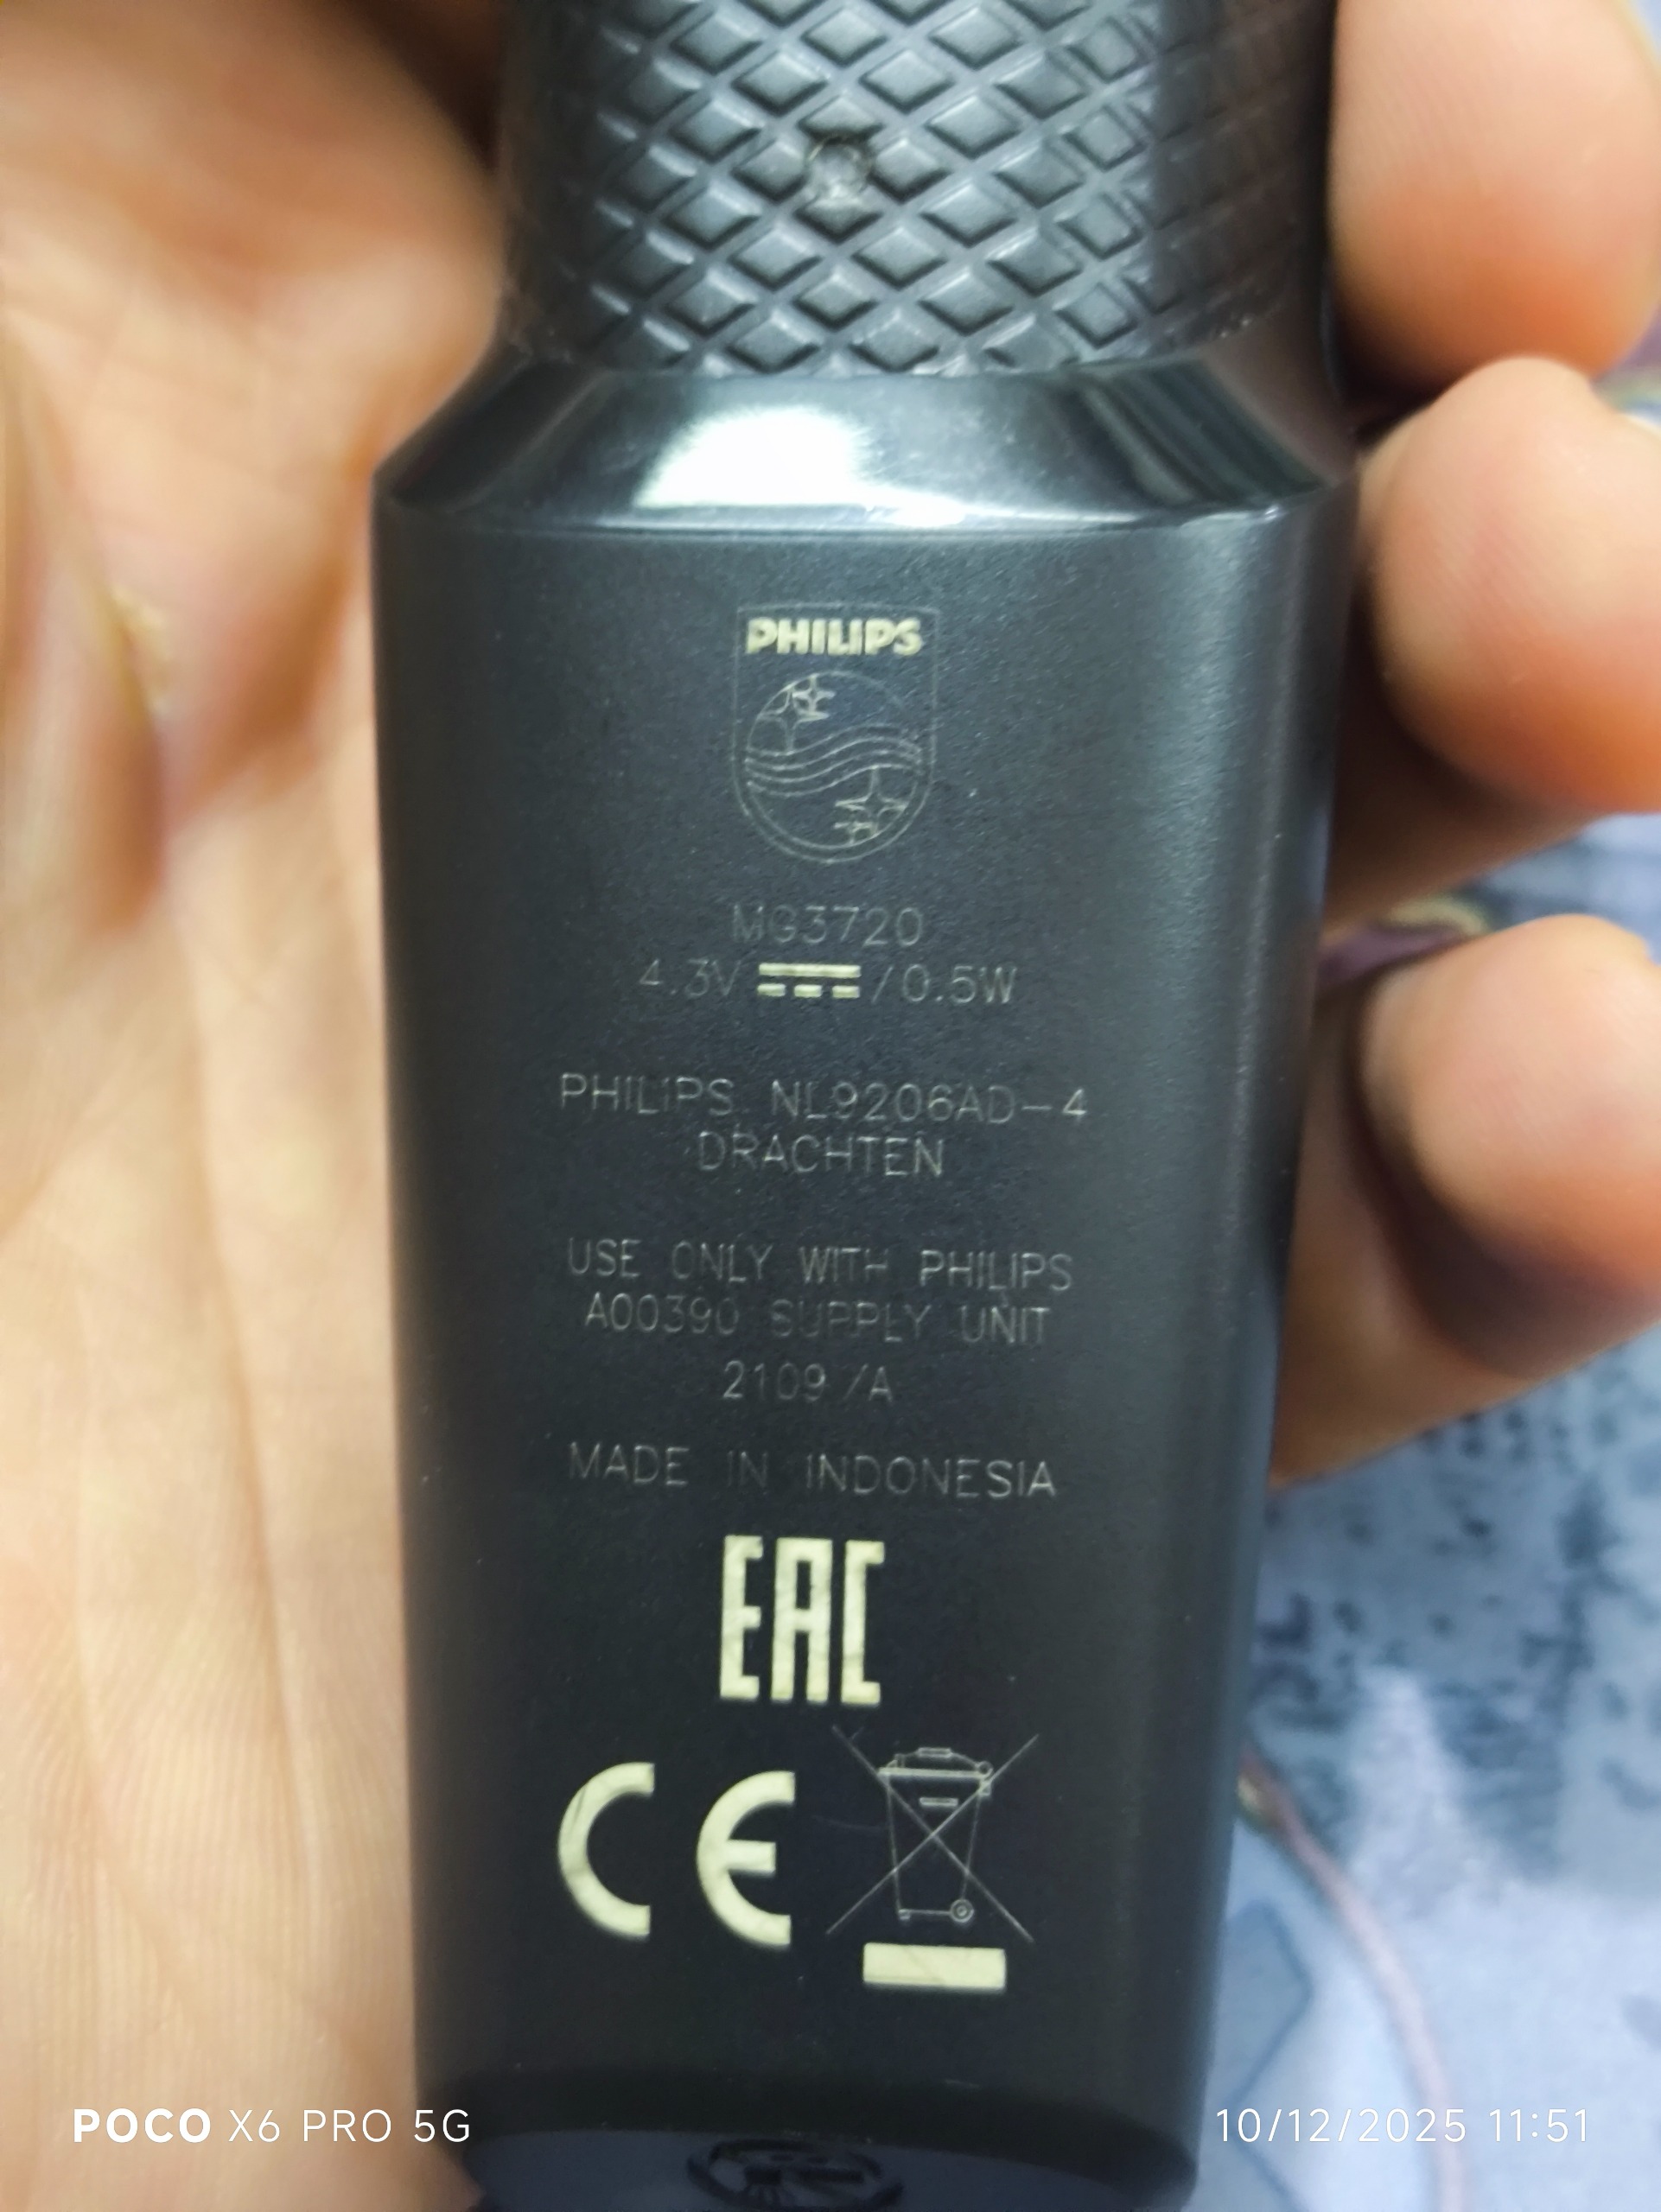 PHILIPS
MG3720
4.3V ⎓ / 0.5W
PHILIPS NL9206AD-4
DRACHTEN
USE ONLY WITH PHILIPS
A00390 SUPPLY UNIT
2109 /A
MADE IN INDONESIA
EAC
CE
POCO X6 PRO 5G
10/12/2025 11:51